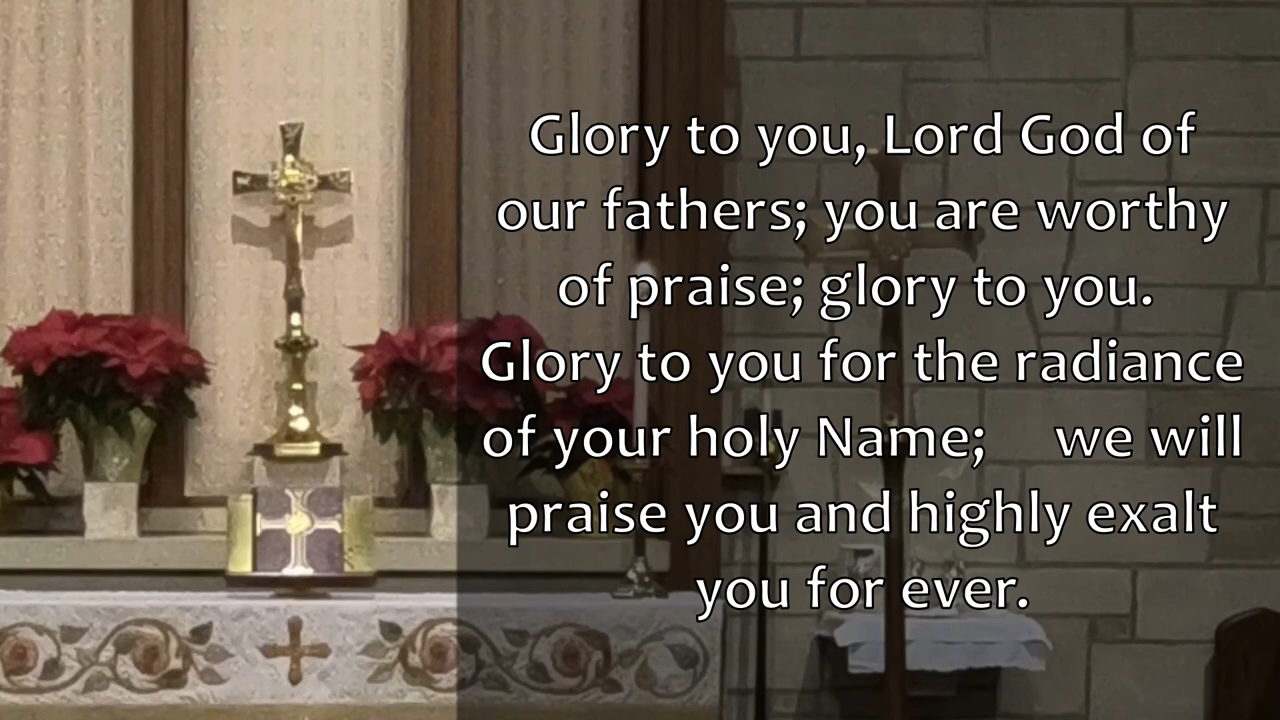 Glory to you, Lord God of
our fathers; you are worthy
of praise; glory to you.
Glory to you for the radiance
of your holy Name; we will
praise you and highly exalt
you for ever.